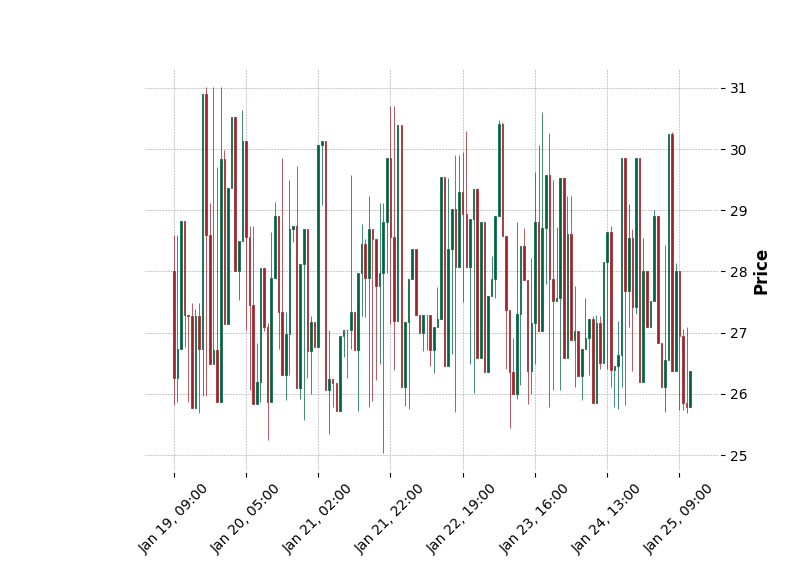 31
30
29
28
27
26
25
Price
Jan 19, 09:00
Jan 20, 05:00
Jan 21, 02:00
Jan 21, 22:00
Jan 22, 19:00
Jan 23, 16:00
Jan 24, 13:00
Jan 25, 09:00